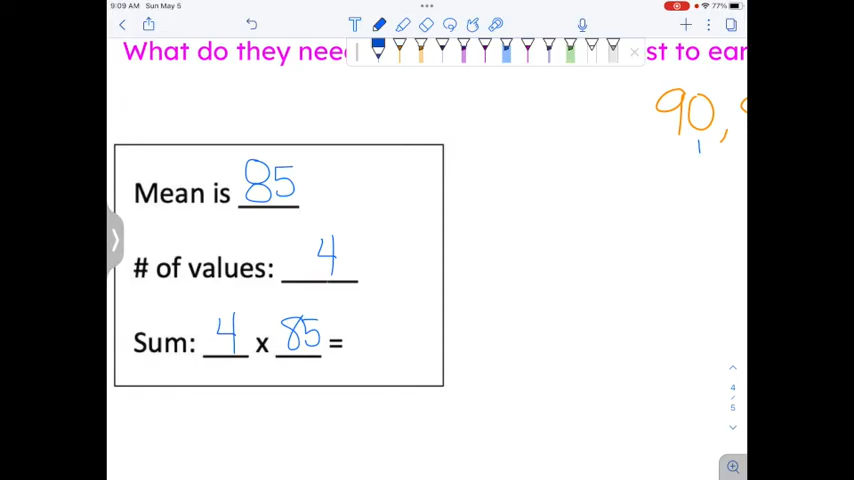 9:09 AM Sun May 5
77%
T
What do they need
st to ear
90,
Mean is 85
# of values: 4
Sum: 4 x 85 =
4
/
5